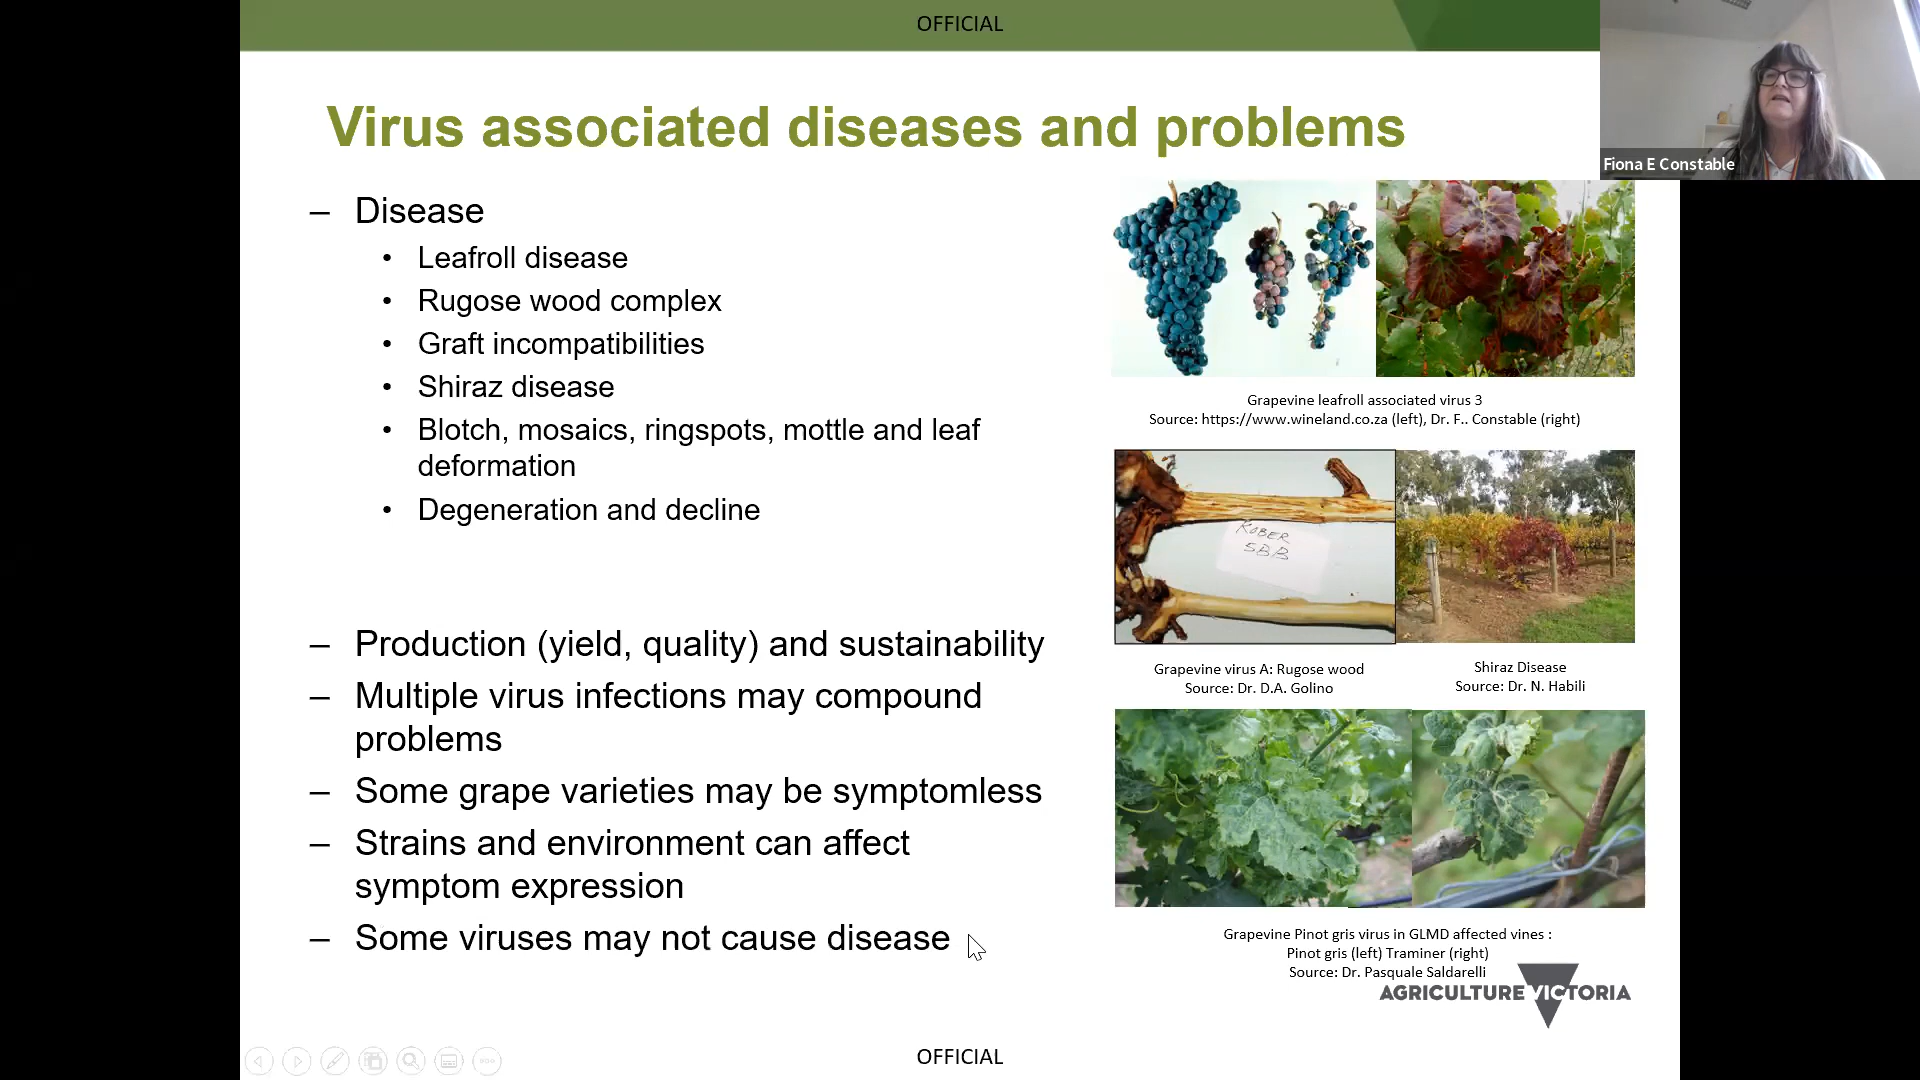 OFFICIAL
Fiona E Constable
Virus associated diseases and problems
– Disease
• Leafroll disease
• Rugose wood complex
• Graft incompatibilities
• Shiraz disease
• Blotch, mosaics, ringspots, mottle and leaf
deformation
• Degeneration and decline
– Production (yield, quality) and sustainability
– Multiple virus infections may compound
problems
– Some grape varieties may be symptomless
– Strains and environment can affect
symptom expression
– Some viruses may not cause disease
Grapevine leafroll associated virus 3
Source: https://www.wineland.co.za (left), Dr. F.. Constable (right)
KOBER
5BB
Grapevine virus A: Rugose wood
Source: Dr. D.A. Golino
Shiraz Disease
Source: Dr. N. Habili
Grapevine Pinot gris virus in GLMD affected vines :
Pinot gris (left) Traminer (right)
Source: Dr. Pasquale Saldarelli
AGRICULTURE VICTORIA
OFFICIAL